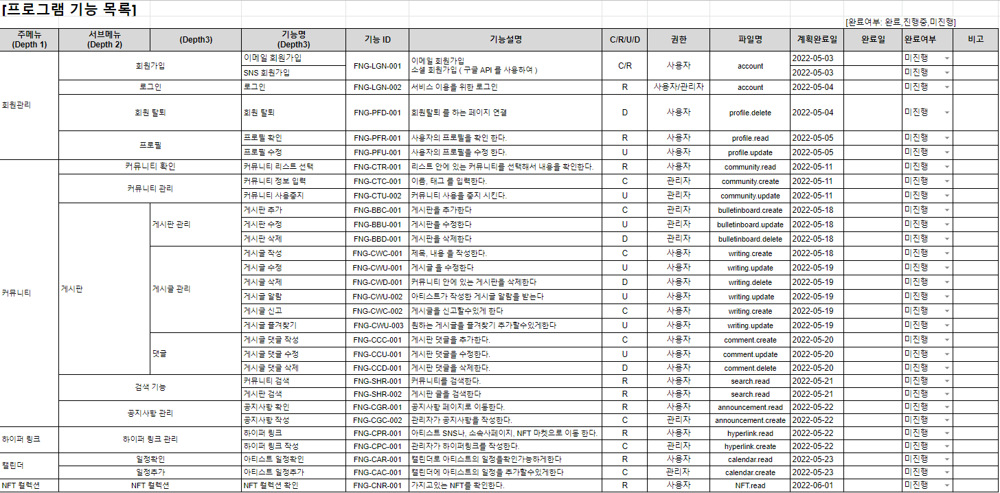 [프로그램 기능 목록]
[완료여부: 완료,진행중,미진행]
주메뉴 (Depth 1) 서브메뉴 (Depth 2) (Depth3) 기능명 (Depth3) 기능 ID 기능설명 C/R/U/D 권한 파일명 계획완료일 완료일 완료여부 비고
회원관리 회원가입 이메일 회원가입 FNG-LGN-001 이메일 회원가입 C/R 사용자 account 2022-05-03 미진행
SNS 회원가입 소셜 회원가입 ( 구글 API 를 사용하여 ) 2022-05-03 미진행
로그인 로그인 FNG-LGN-002 서비스 이용을 위한 로그인 R 사용자/관리자 account 2022-05-04 미진행
회원 탈퇴 회원 탈퇴 FNG-PFD-001 회원탈퇴 를 하는 페이지 연결 D 사용자 profile.delete 2022-05-04 미진행
프로필 프로필 확인 FNG-PFR-001 사용자의 프로필을 확인 한다. R 사용자 profile.read 2022-05-05 미진행
프로필 수정 FNG-PFU-001 사용자의 프로필을 수정 한다. U 사용자 profile.update 2022-05-05 미진행
커뮤니티 커뮤니티 확인 커뮤니티 리스트 선택 FNG-CTR-001 리스트 안에 있는 커뮤니티를 선택해서 내용을 확인한다. R 사용자 community.read 2022-05-11 미진행
커뮤니티 관리 커뮤니티 정보 입력 FNG-CTC-001 이름, 태그 를 입력한다. C 관리자 community.create 2022-05-11 미진행
커뮤니티 사용중지 FNG-CTU-002 커뮤니티 사용을 중지 시킨다. U 관리자 community.update 2022-05-11 미진행
게시판 게시판 관리 게시판 추가 FNG-BBC-001 게시판을 추가한다 C 관리자 bulletinboard.create 2022-05-18 미진행
게시판 수정 FNG-BBU-001 게시판을 수정한다 U 관리자 bulletinboard.update 2022-05-18 미진행
게시판 삭제 FNG-BBD-001 게시판을 삭제한다 D 관리자 bulletinboard.delete 2022-05-18 미진행
게시글 관리 게시글 작성 FNG-CWC-001 제목, 내용 을 작성한다. C 사용자 writing.create 2022-05-18 미진행
게시글 수정 FNG-CWU-001 게시글 을 수정한다 U 사용자 writing.update 2022-05-19 미진행
게시글 삭제 FNG-CWD-001 커뮤니티 안에 있는 게시판을 삭제한다 D 사용자 writing.delete 2022-05-19 미진행
게시글 알람 FNG-CWU-002 아티스트가 작성한 게시글 알람을 받는다 U 사용자 writing.update 2022-05-19 미진행
게시글 신고 FNG-CWC-002 게시글을 신고할수있게 한다 C 사용자 writing.create 2022-05-19 미진행
게시글 즐겨찾기 FNG-CWU-003 원하는 게시글을 즐겨찾기 추가할수있게한다 U 사용자 writing.update 2022-05-19 미진행
댓글 게시글 댓글 작성 FNG-CCC-001 게시판 댓글을 추가한다. C 사용자 comment.create 2022-05-20 미진행
게시글 댓글 수정 FNG-CCU-001 게시판 댓글을 수정한다. U 사용자 comment.update 2022-05-20 미진행
게시글 댓글 삭제 FNG-CCD-001 게시판 댓글을 삭제한다. D 사용자 comment.delete 2022-05-20 미진행
검색 기능 커뮤니티 검색 FNG-SHR-001 커뮤니티를 검색한다. R 사용자 search.read 2022-05-21 미진행
게시판 검색 FNG-SHR-002 게시판 글을 검색한다 R 사용자 search.read 2022-05-21 미진행
공지사항 관리 공지사항 확인 FNG-CGR-001 공지사항 페이지로 이동한다. R 사용자 announcement.read 2022-05-22 미진행
공지사항 작성 FNG-CGC-002 관리자가 공지사항을 작성한다. C 관리자 announcement.create 2022-05-22 미진행
하이퍼 링크 하이퍼 링크 관리 하이퍼 링크 FNG-CPR-001 아티스트 SNS나, 소속사페이지, NFT 마켓으로 이동 한다. R 사용자 hyperlink.read 2022-05-22 미진행
하이퍼 링크 작성 FNG-CPC-001 관리자가 하이퍼링크를 작성한다. C 관리자 hyperlink.create 2022-05-22 미진행
캘린더 일정확인 아티스트 일정확인 FNG-CAR-001 캘린더로 아티스트의 일정을확인가능하게한다 R 사용자 calendar.read 2022-05-23 미진행
일정추가 아티스트 일정추가 FNG-CAC-001 캘린더에 아티스트의 일정을 추가할수있게한다 C 관리자 calendar.create 2022-05-23 미진행
NFT 컬렉션 NFT 컬렉션 NFT 컬렉션 확인 FNG-CNR-001 가지고있는 NFT를 확인한다. R 사용자 NFT.read 2022-06-01 미진행